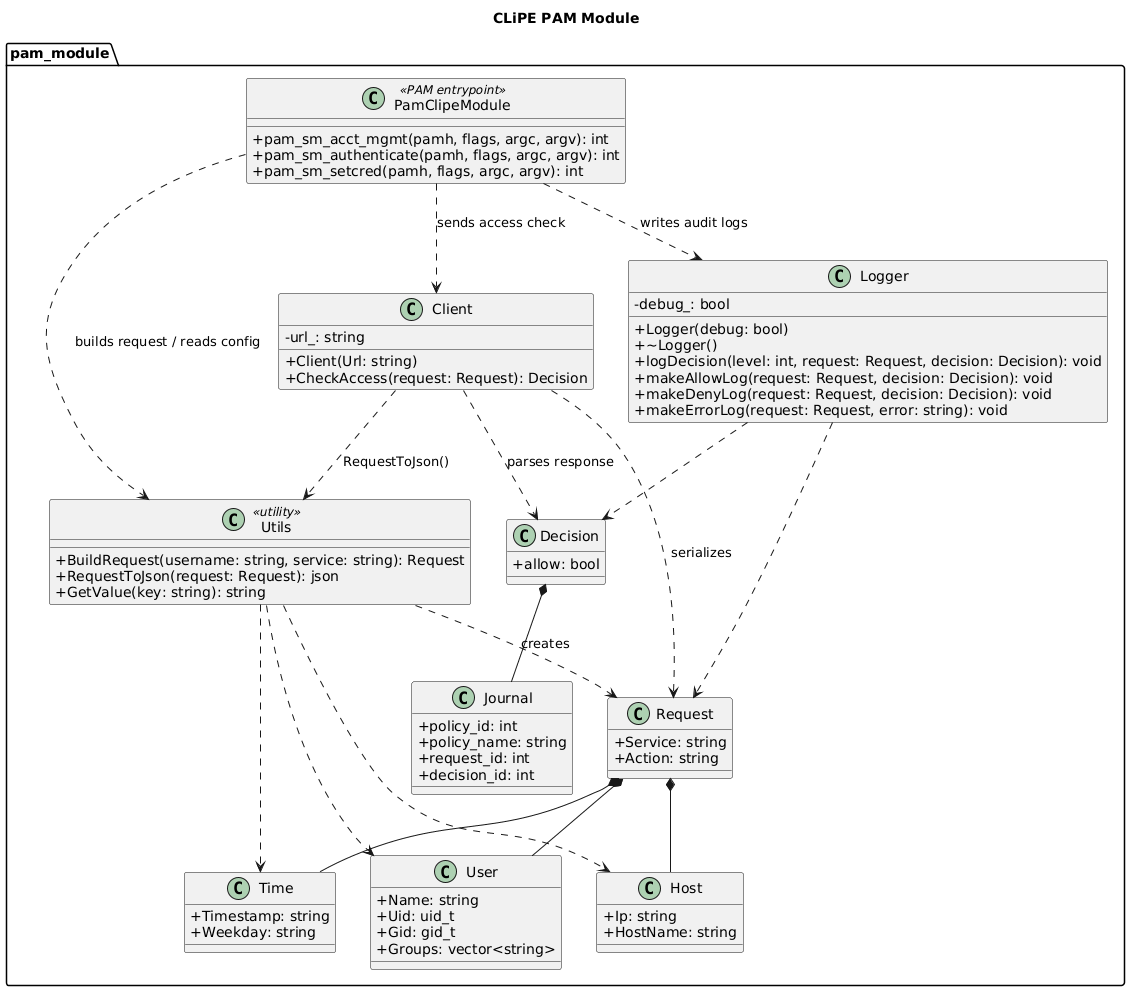 CLiPE PAM Module
pam_module
C
«PAM entrypoint»
PamClipeModule
+pam_sm_acct_mgmt(pamh, flags, argc, argv): int
+pam_sm_authenticate(pamh, flags, argc, argv): int
+pam_sm_setcred(pamh, flags, argc, argv): int
sends access check
writes audit logs
C Logger
-debug_: bool
+Logger(debug: bool)
+~Logger()
+logDecision(level: int, request: Request, decision: Decision): void
+makeAllowLog(request: Request, decision: Decision): void
+makeDenyLog(request: Request, decision: Decision): void
+makeErrorLog(request: Request, error: string): void
C Client
-url_: string
+Client(Url: string)
+CheckAccess(request: Request): Decision
builds request / reads config
RequestToJson()
parses response
C
«utility»
Utils
+BuildRequest(username: string, service: string): Request
+RequestToJson(request: Request): json
+GetValue(key: string): string
C Decision
+allow: bool
serializes
creates
C Journal
+policy_id: int
+policy_name: string
+request_id: int
+decision_id: int
C Request
+Service: string
+Action: string
C Time
+Timestamp: string
+Weekday: string
C User
+Name: string
+Uid: uid_t
+Gid: gid_t
+Groups: vector<string>
C Host
+Ip: string
+HostName: string